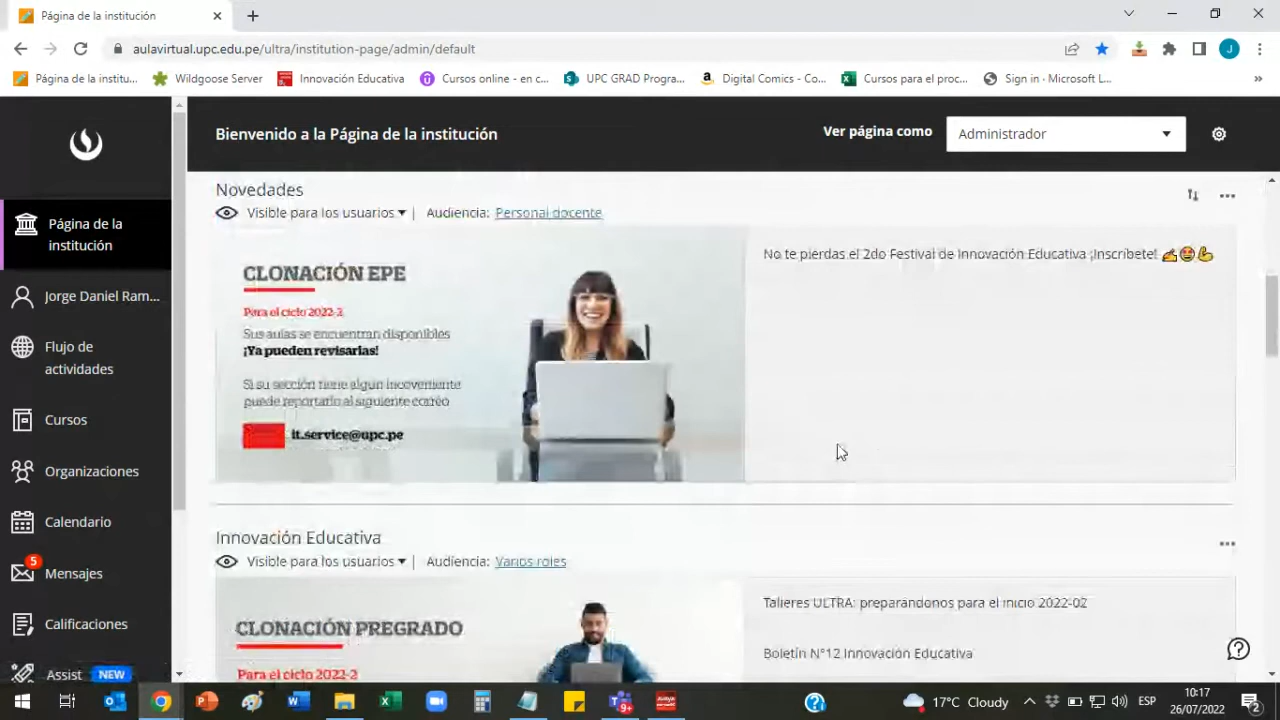 Página de la institución
aulavirtual.upc.edu.pe/ultra/institution-page/admin/default
J
Página de la institu...
Wildgoose Server
Innovación Educativa
Cursos online - en c...
UPC GRAD Progra...
Digital Comics - Co...
Cursos para el proc...
Sign in · Microsoft L...
»
Bienvenido a la Página de la institución
Ver página como
Administrador
Página de la
institución
Jorge Daniel Ram...
Flujo de
actividades
Cursos
Organizaciones
Calendario
5
Mensajes
Calificaciones
Assist NEW
Novedades
Visible para los usuarios | Audiencia: Personal docente
CLONACIÓN EPE
Para el ciclo 2022-2
Sus aulas se encuentran disponibles
¡Ya pueden revisarlas!
Si su sección tiene algun incoveniente
puede reportarlo al siguiente correo
it.service@upc.pe
No te pierdas el 2do Festival de Innovación Educativa ¡Inscríbete! ✍️🤩💪
Innovación Educativa
Visible para los usuarios | Audiencia: Varios roles
CLONACIÓN PREGRADO
Para el ciclo 2022-2
Talleres ULTRA: preparándonos para el inicio 2022-02
Boletín N°12 Innovación Educativa
17°C Cloudy
ESP
10:17
26/07/2022
2
9+